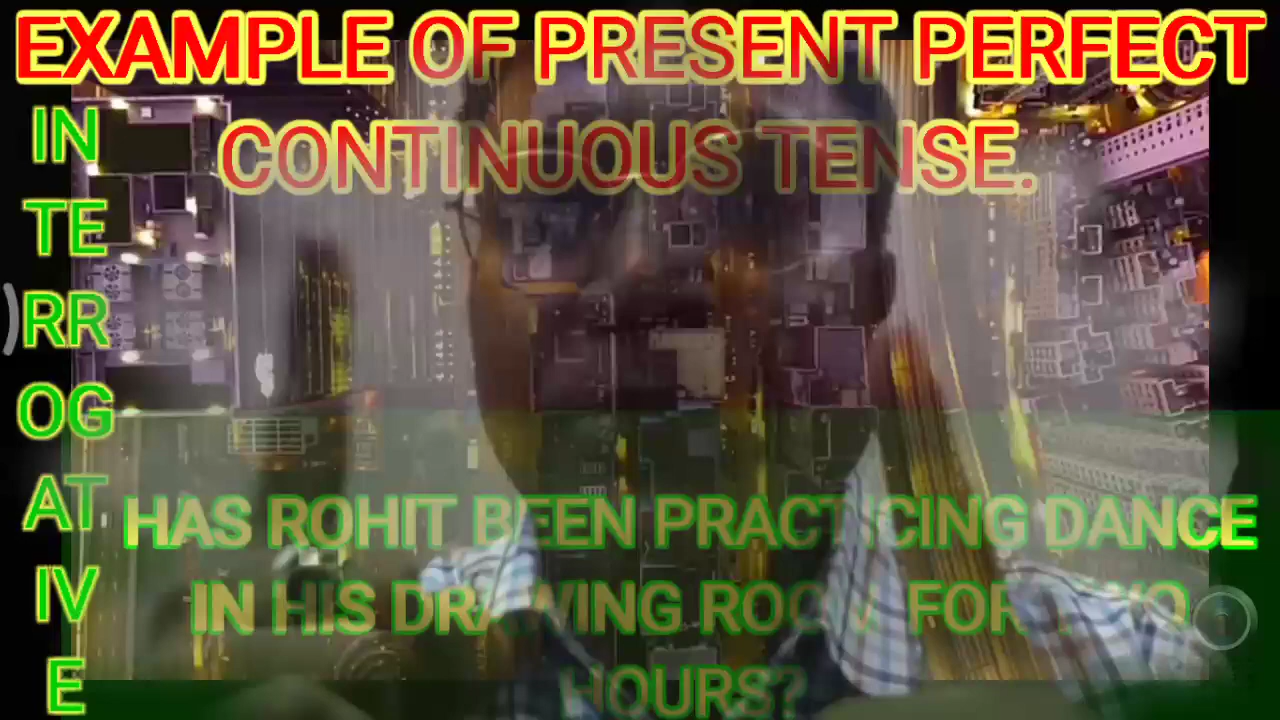 EXAMPLE OF PRESENT PERFECT
CONTINUOUS TENSE.
IN
TE
RR
OG
AT
IV
E
HAS ROHIT BEEN PRACTICING DANCE
IN HIS DRAWING ROOM FOR TWO
HOURS?